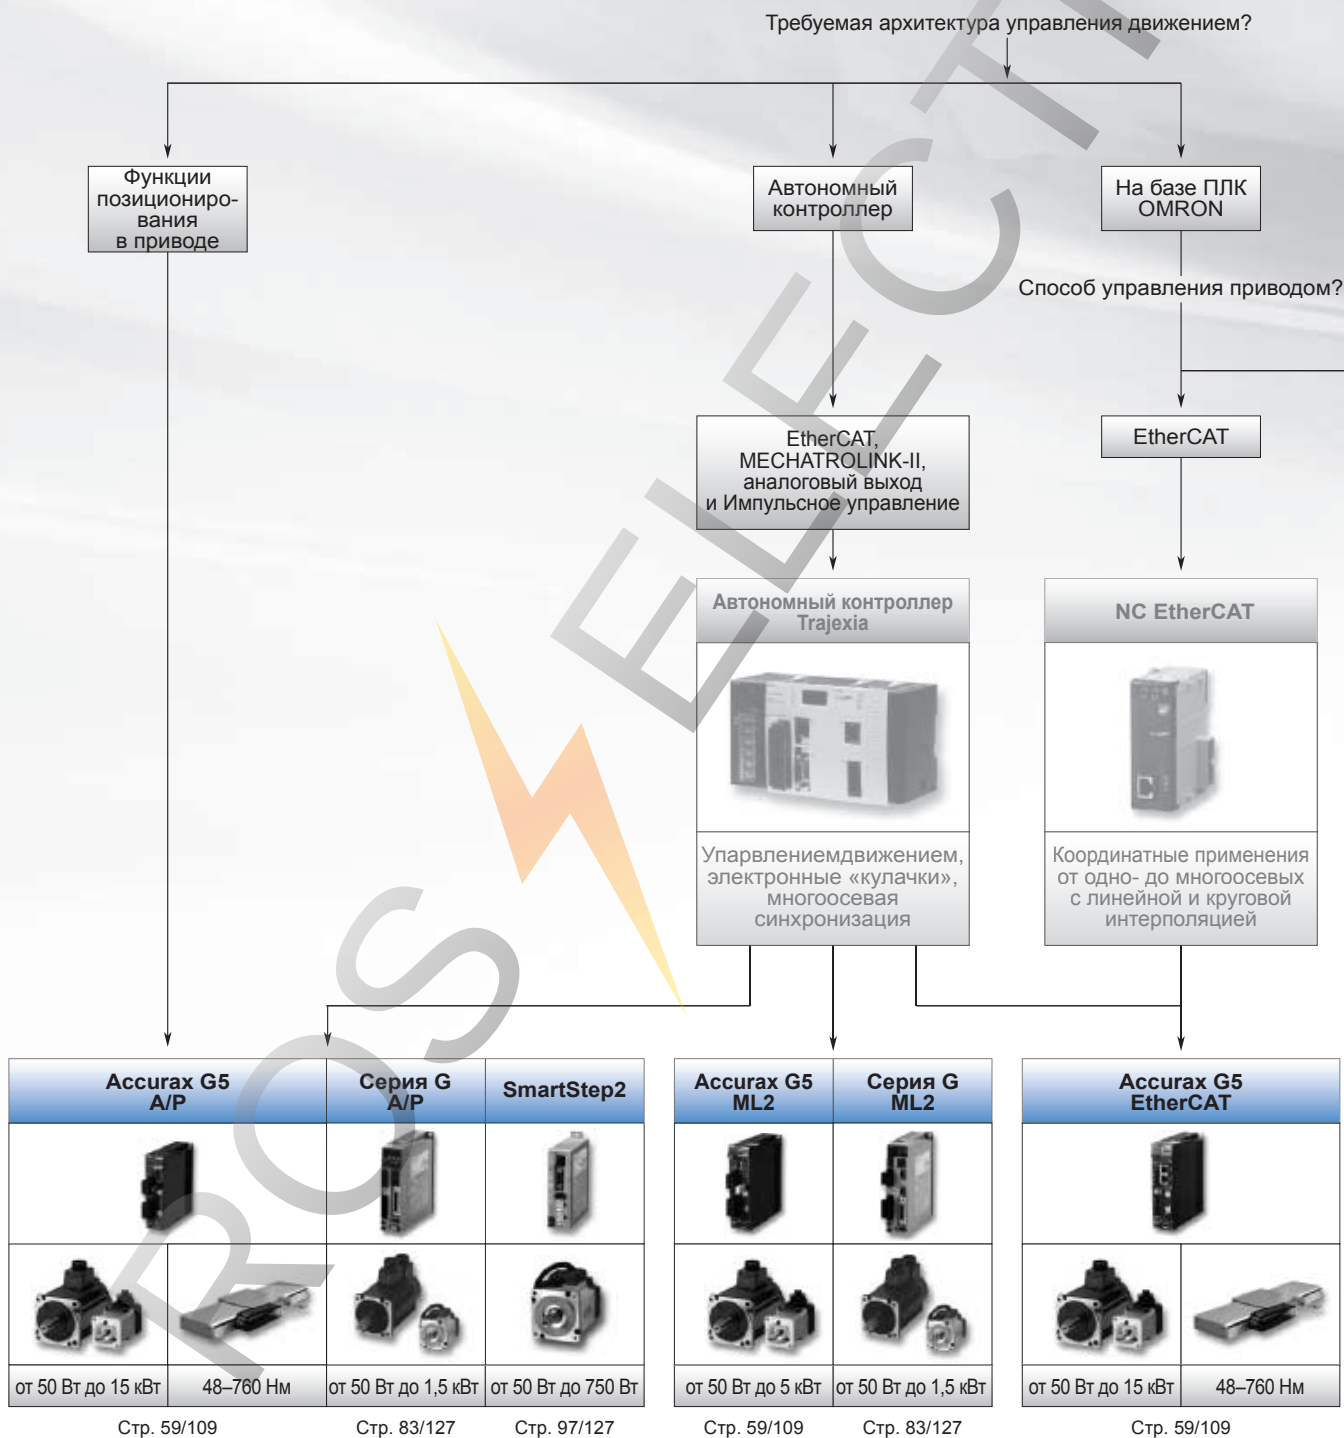 Требуемая архитектура управления движением?
Функции
позициониро-
вания
в приводе
Автономный
контроллер
На базе ПЛК
OMRON
Способ управления приводом?
EtherCAT,
MECHATROLINK-II,
аналоговый выход
и Импульсное управление
EtherCAT
Автономный контроллер
Trajexia
NC EtherCAT
Упарвлениемдвижением,
электронные «кулачки»,
многоосевая
синхронизация
Координатные применения
от одно- до многоосевых
с линейной и круговой
интерполяцией
Accurax G5
A/P
Серия G
A/P
SmartStep2
Accurax G5
ML2
Серия G
ML2
Accurax G5
EtherCAT
от 50 Вт до 15 кВт
48–760 Нм
от 50 Вт до 1,5 кВт
от 50 Вт до 750 Вт
от 50 Вт до 5 кВт
от 50 Вт до 1,5 кВт
от 50 Вт до 15 кВт
48–760 Нм
Стр. 59/109
Стр. 83/127
Стр. 97/127
Стр. 59/109
Стр. 83/127
Стр. 59/109
ROS ELECT